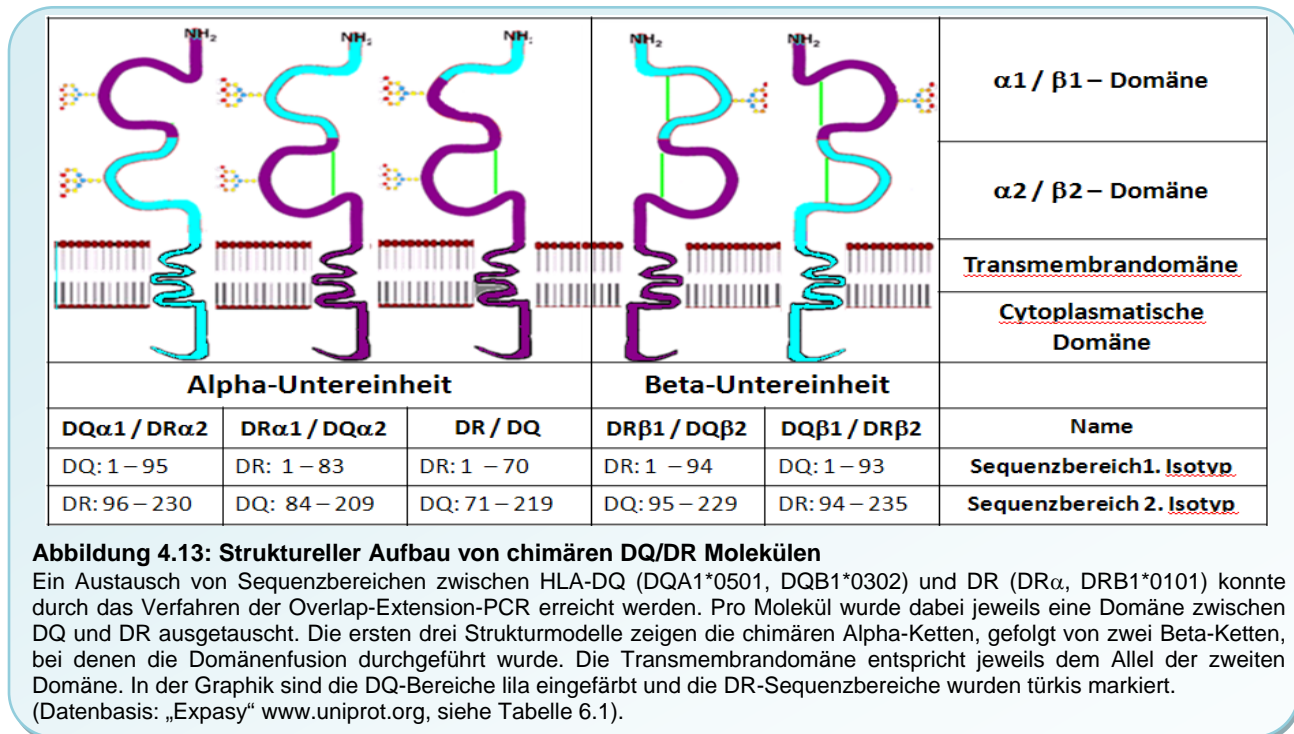 NH2 NH2 NH2 NH2 NH2
α1 / β1 – Domäne
α2 / β2 – Domäne
Transmembrandomäne
Cytoplasmatische
Domäne
Alpha-Untereinheit Beta-Untereinheit
DQα1 / DRα2 DRα1 / DQα2 DR / DQ DRβ1 / DQβ2 DQβ1 / DRβ2 Name
DQ: 1 – 95 DR: 1 – 83 DR: 1 – 70 DR: 1 – 94 DQ: 1 – 93 Sequenzbereich1. Isotyp
DR: 96 – 230 DQ: 84 – 209 DQ: 71 – 219 DQ: 95 – 229 DR: 94 – 235 Sequenzbereich 2. Isotyp
Abbildung 4.13: Struktureller Aufbau von chimären DQ/DR Molekülen
Ein Austausch von Sequenzbereichen zwischen HLA-DQ (DQA1*0501, DQB1*0302) und DR (DRα, DRB1*0101) konnte
durch das Verfahren der Overlap-Extension-PCR erreicht werden. Pro Molekül wurde dabei jeweils eine Domäne zwischen
DQ und DR ausgetauscht. Die ersten drei Strukturmodelle zeigen die chimären Alpha-Ketten, gefolgt von zwei Beta-Ketten,
bei denen die Domänenfusion durchgeführt wurde. Die Transmembrandomäne entspricht jeweils dem Allel der zweiten
Domäne. In der Graphik sind die DQ-Bereiche lila eingefärbt und die DR-Sequenzbereiche wurden türkis markiert.
(Datenbasis: „Expasy“ www.uniprot.org, siehe Tabelle 6.1).